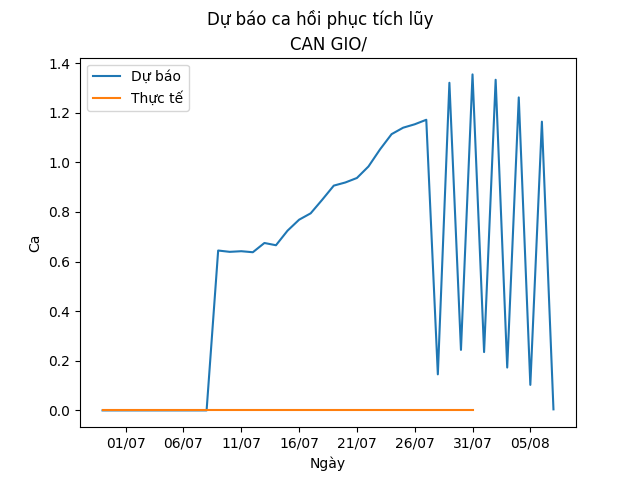 Dự báo ca hồi phục tích lũy
CAN GIO/
Dự báo
Thực tế
Ca
1.4
1.2
1.0
0.8
0.6
0.4
0.2
0.0
01/07 06/07 11/07 16/07 21/07 26/07 31/07 05/08
Ngày